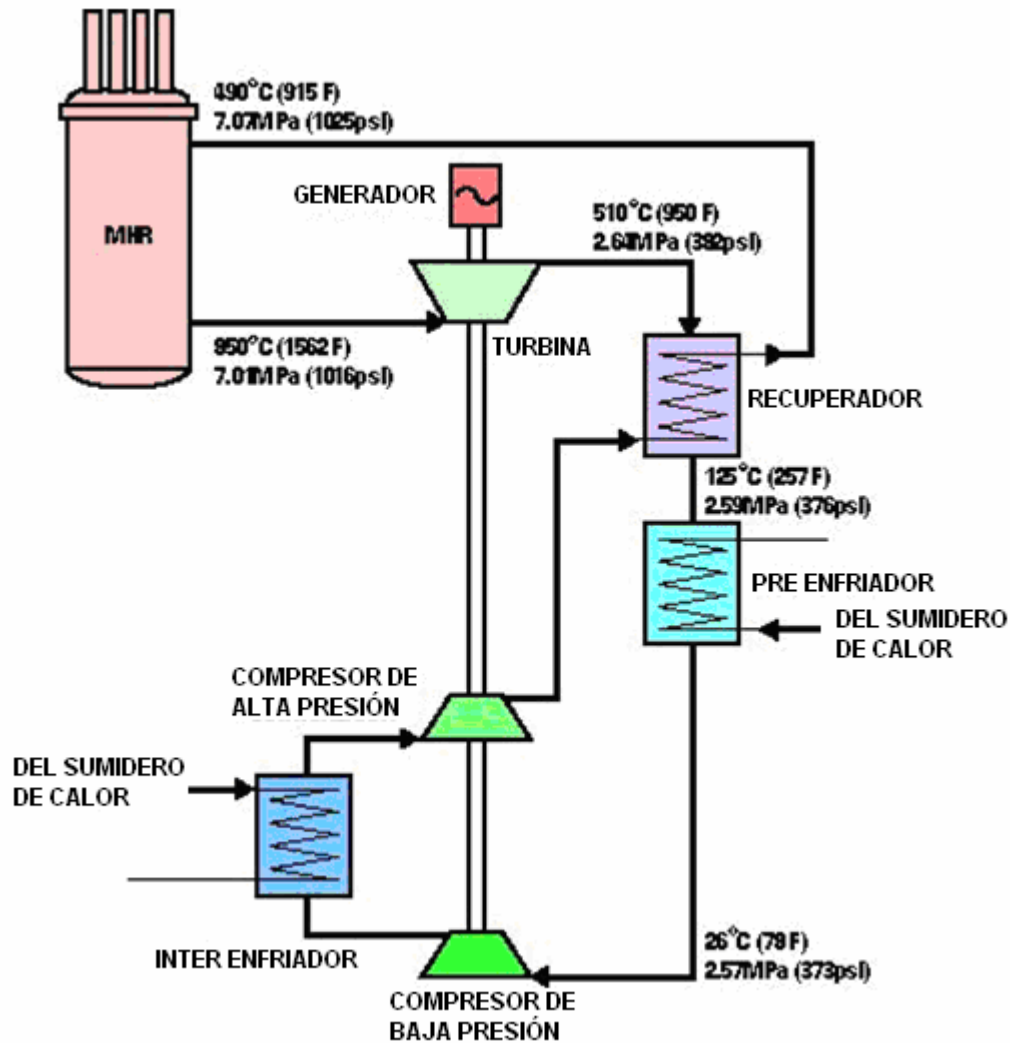 490°C (915 F)
7.07MPa (1025psi)
GENERADOR
MHR
510°C (950 F)
2.64MPa (382psi)
TURBINA
850°C (1562 F)
7.01MPa (1016psi)
RECUPERADOR
125°C (257 F)
2.59MPa (376psi)
PRE ENFRIADOR
DEL SUMIDERO
DE CALOR
COMPRESOR DE
ALTA PRESIÓN
DEL SUMIDERO
DE CALOR
INTER ENFRIADOR
26°C (79 F)
2.57MPa (373psi)
COMPRESOR DE
BAJA PRESIÓN